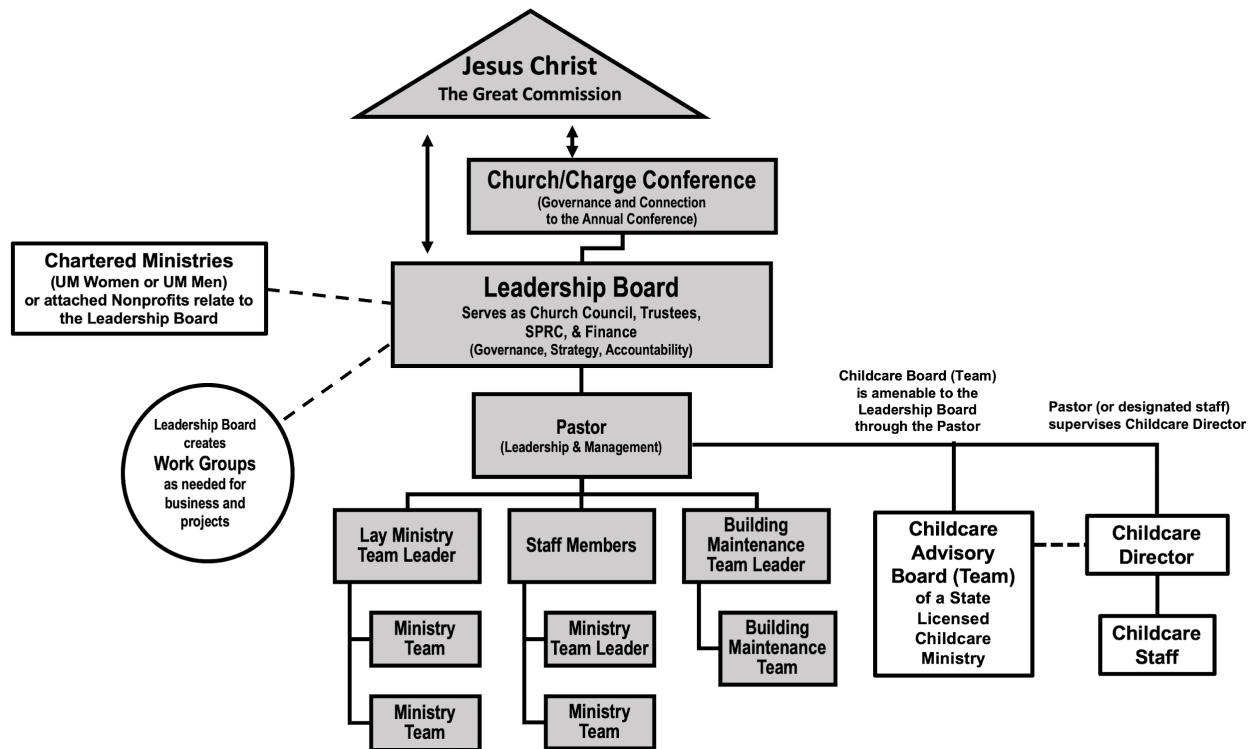 Jesus Christ
The Great Commission
Church/Charge Conference
(Governance and Connection
to the Annual Conference)
Chartered Ministries
(UM Women or UM Men)
or attached Nonprofits relate to
the Leadership Board
Leadership Board
Serves as Church Council, Trustees,
SPRC, & Finance
(Governance, Strategy, Accountability)
Leadership Board
creates
Work Groups
as needed for
business and
projects
Pastor
(Leadership & Management)
Childcare Board (Team)
is amenable to the
Leadership Board
through the Pastor
Pastor (or designated staff)
supervises Childcare Director
Lay Ministry
Team Leader
Ministry
Team
Ministry
Team
Staff Members
Ministry
Team Leader
Ministry
Team
Building
Maintenance
Team Leader
Building
Maintenance
Team
Childcare
Advisory
Board (Team)
of a State
Licensed
Childcare
Ministry
Childcare
Director
Childcare
Staff